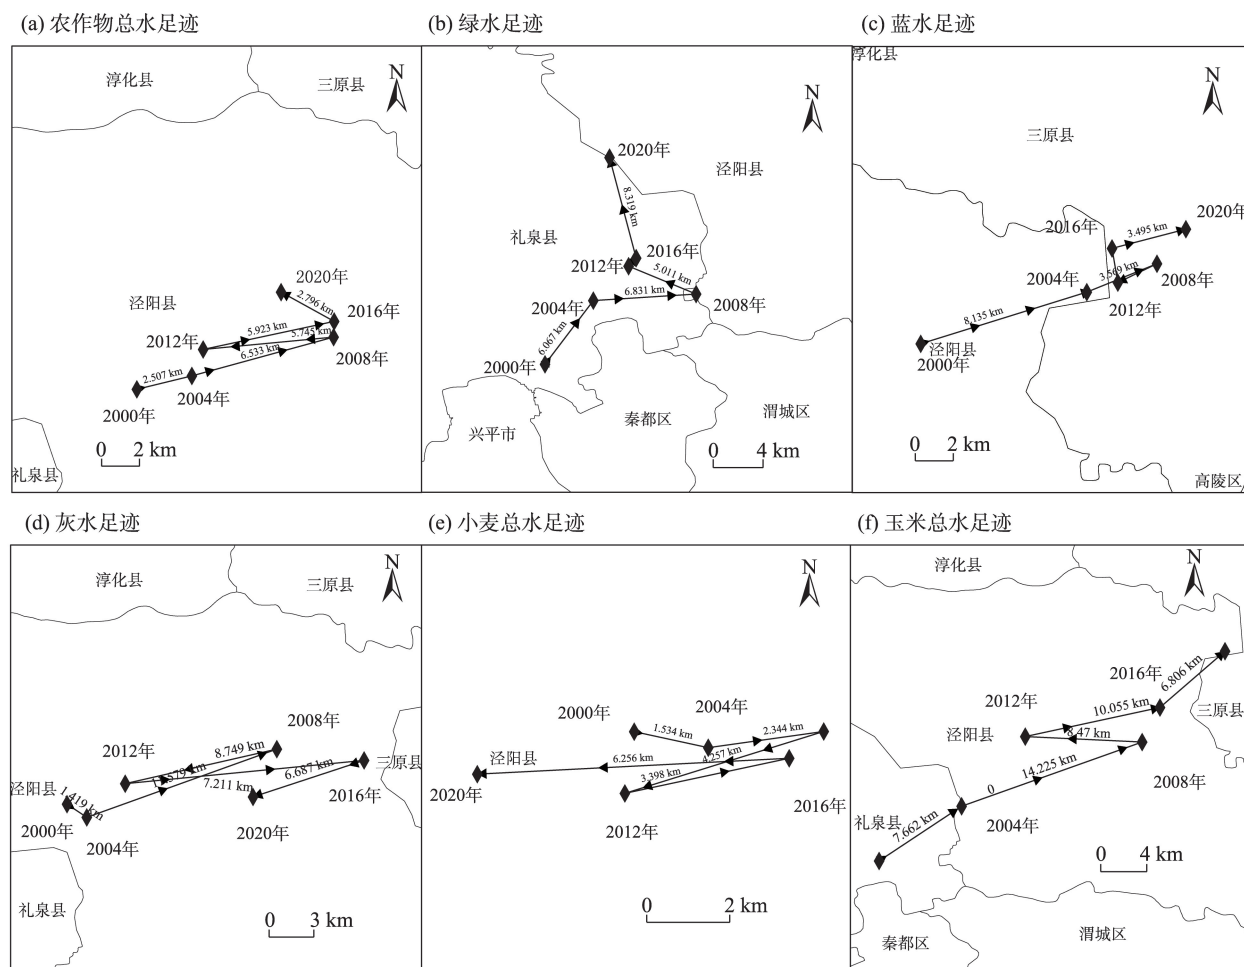 (a) 农作物总水足迹
淳化县
三原县
N
2020年
泾阳县
2.796 km
2016年
5.923 km
5.745 km
2012年
6.533 km
2008年
2.507 km
2000年
2004年
0 2 km
礼泉县
(b) 绿水足迹
N
2020年
泾阳县
8.319 km
礼泉县
2016年
2012年
5.011 km
2004年
6.831 km
2008年
6.067 km
2000年
秦都区
渭城区
兴平市
0 4 km
(c) 蓝水足迹
淳化县
N
三原县
2020年
2016年
3.495 km
2004年
3.569 km
2008年
2012年
8.135 km
泾阳县
2000年
0 2 km
高陵区
(d) 灰水足迹
淳化县
三原县
N
2008年
2012年
8.749 km
三原县
6.687 km
7.211 km
泾阳县
1.419 km
2016年
2000年
2020年
2004年
礼泉县
0 3 km
(e) 小麦总水足迹
N
2000年
2004年
1.534 km
2.344 km
泾阳县
6.256 km
4.257 km
3.398 km
2020年
2016年
2012年
0 2 km
(f) 玉米总水足迹
淳化县
N
2016年
6.806 km
2012年
10.055 km
三原县
泾阳县
8.47 km
14.225 km
2008年
0
礼泉县
7.662 km
2004年
0 4 km
秦都区
渭城区